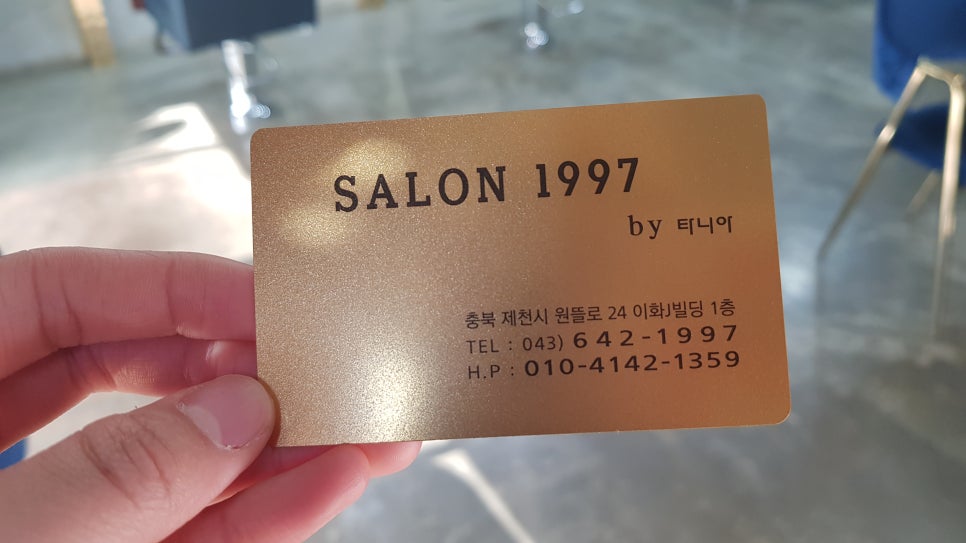 SALON 1997
by 타니아
충북 제천시 원뜰로 24 이화J빌딩 1층
TEL : 043) 642-1997
H.P : 010-4142-1359